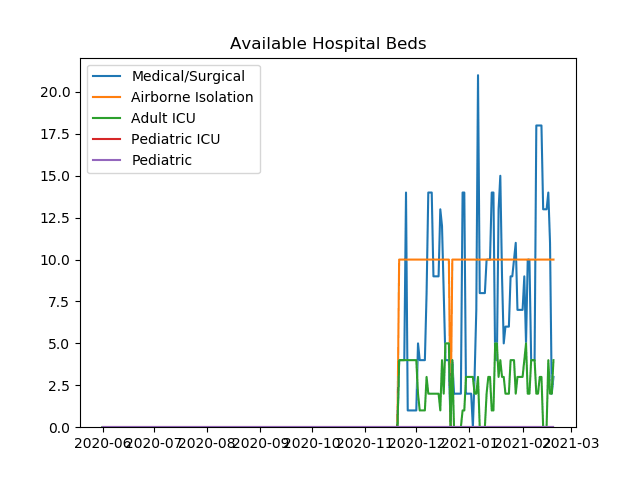 Available Hospital Beds
Medical/Surgical
Airborne Isolation
Adult ICU
Pediatric ICU
Pediatric
20.0
17.5
15.0
12.5
10.0
7.5
5.0
2.5
0.0
2020-06 2020-07 2020-08 2020-09 2020-10 2020-11 2020-12 2021-01 2021-02 2021-03